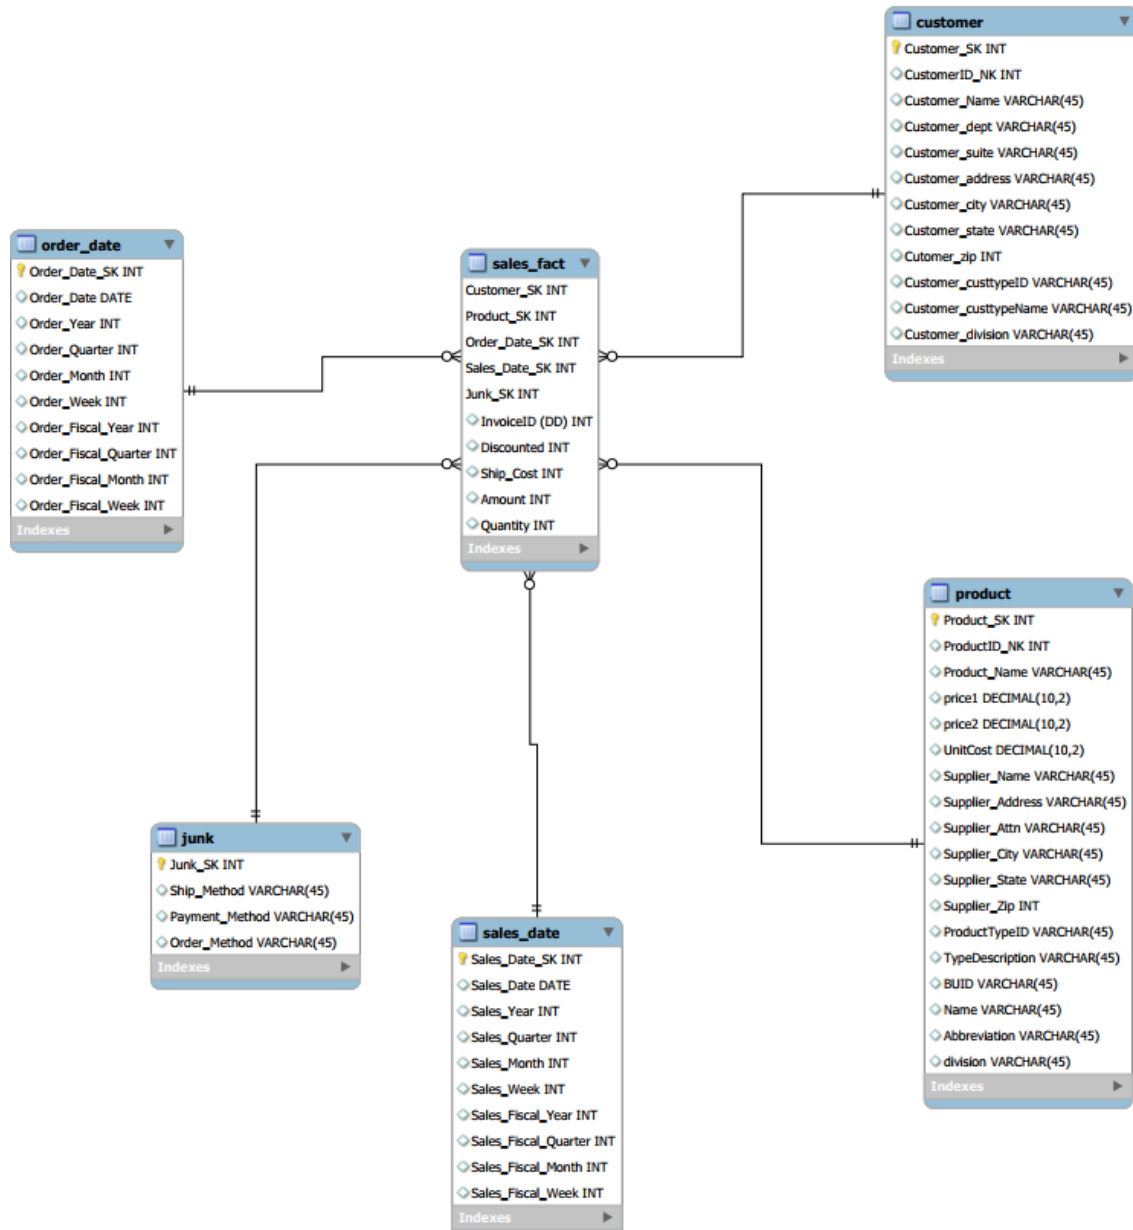 customer
Customer_SK INT
CustomerID_NK INT
Customer_Name VARCHAR(45)
Customer_dept VARCHAR(45)
Customer_suite VARCHAR(45)
Customer_address VARCHAR(45)
Customer_city VARCHAR(45)
Customer_state VARCHAR(45)
Cutomer_zip INT
Customer_custtypeID VARCHAR(45)
Customer_custtypeName VARCHAR(45)
Customer_division VARCHAR(45)
Indexes
order_date
Order_Date_SK INT
Order_Date DATE
Order_Year INT
Order_Quarter INT
Order_Month INT
Order_Week INT
Order_Fiscal_Year INT
Order_Fiscal_Quarter INT
Order_Fiscal_Month INT
Order_Fiscal_Week INT
Indexes
sales_fact
Customer_SK INT
Product_SK INT
Order_Date_SK INT
Sales_Date_SK INT
Junk_SK INT
InvoiceID (DD) INT
Discounted INT
Ship_Cost INT
Amount INT
Quantity INT
Indexes
product
Product_SK INT
ProductID_NK INT
Product_Name VARCHAR(45)
price1 DECIMAL(10,2)
price2 DECIMAL(10,2)
UnitCost DECIMAL(10,2)
Supplier_Name VARCHAR(45)
Supplier_Address VARCHAR(45)
Supplier_Attn VARCHAR(45)
Supplier_City VARCHAR(45)
Supplier_State VARCHAR(45)
Supplier_Zip INT
ProductTypeID VARCHAR(45)
TypeDescription VARCHAR(45)
BUID VARCHAR(45)
Name VARCHAR(45)
Abbreviation VARCHAR(45)
division VARCHAR(45)
Indexes
junk
Junk_SK INT
Ship_Method VARCHAR(45)
Payment_Method VARCHAR(45)
Order_Method VARCHAR(45)
Indexes
sales_date
Sales_Date_SK INT
Sales_Date DATE
Sales_Year INT
Sales_Quarter INT
Sales_Month INT
Sales_Week INT
Sales_Fiscal_Year INT
Sales_Fiscal_Quarter INT
Sales_Fiscal_Month INT
Sales_Fiscal_Week INT
Indexes